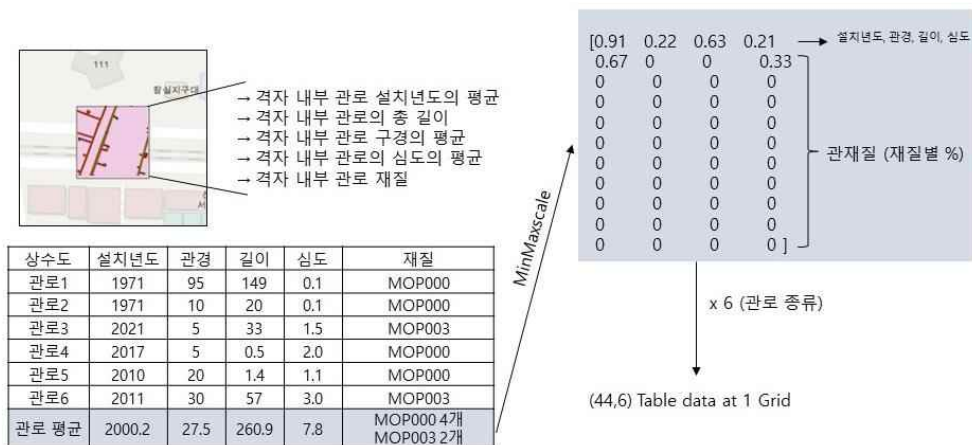 111
잠실지구대
서
→ 격자 내부 관로 설치년도의 평균
→ 격자 내부 관로의 총 길이
→ 격자 내부 관로 구경의 평균
→ 격자 내부 관로의 심도의 평균
→ 격자 내부 관로 재질
상수도 설치년도 관경 길이 심도 재질
관로1 1971 95 149 0.1 MOP000
관로2 1971 10 20 0.1 MOP000
관로3 2021 5 33 1.5 MOP003
관로4 2017 5 0.5 2.0 MOP000
관로5 2010 20 1.4 1.1 MOP000
관로6 2011 30 57 3.0 MOP003
관로 평균 2000.2 27.5 260.9 7.8 MOP000 4개
MOP003 2개
MinMaxscale
[0.91 0.22 0.63 0.21 설치년도, 관경, 길이, 심도
0.67 0 0 0.33
0 0 0 0
0 0 0 0
0 0 0 0
0 0 0 0
0 0 0 0
0 0 0 0
0 0 0 0
0 0 0 0
0 0 0 0 ]
관재질 (재질별 %)
x 6 (관로 종류)
(44,6) Table data at 1 Grid